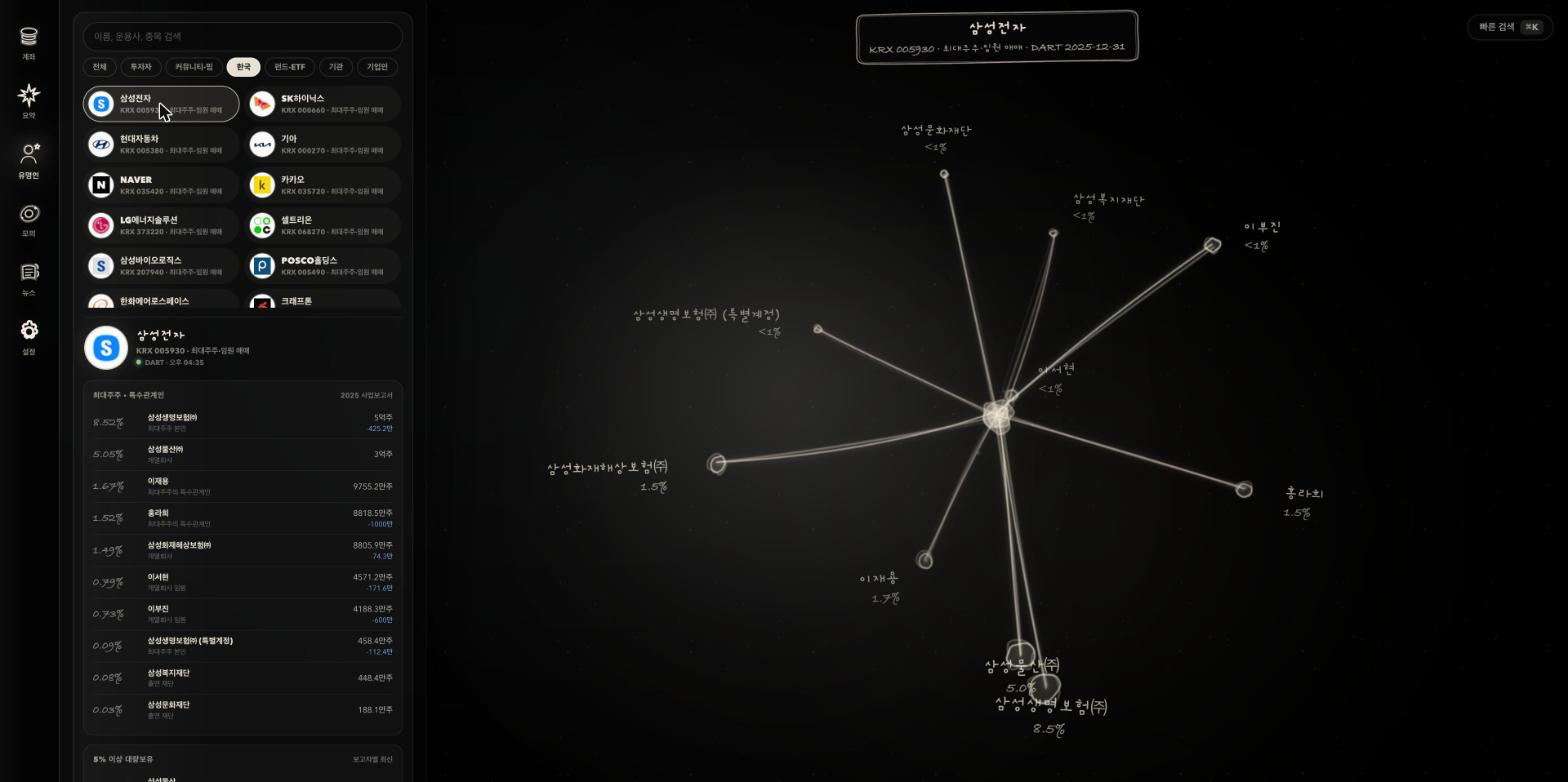 계좌
요약
유명인
모의
뉴스
설정
이름, 운용사, 종목 검색
전체
투자자
커뮤니티·밈
한국
펀드·ETF
기관
기업인
삼성전자
KRX 00593 · 최대주주·임원 매매
SK하이닉스
KRX 000660 · 최대주주·임원 매매
현대자동차
KRX 005380 · 최대주주·임원 매매
기아
KRX 000270 · 최대주주·임원 매매
NAVER
KRX 035420 · 최대주주·임원 매매
카카오
KRX 035720 · 최대주주·임원 매매
LG에너지솔루션
KRX 373220 · 최대주주·임원 매매
셀트리온
KRX 068270 · 최대주주·임원 매매
삼성바이오로직스
KRX 207940 · 최대주주·임원 매매
POSCO홀딩스
KRX 005490 · 최대주주·임원 매매
한화에어로스페이스
크래프톤
삼성전자
KRX 005930 · 최대주주·임원 매매
DART · 오후 04:35
최대주주 · 특수관계인
2025 사업보고서
8.52%
삼성생명보험㈜
최대주주 본인
5억주
-425.2만
5.05%
삼성물산㈜
계열회사
3억주
1.67%
이재용
최대주주의 특수관계인
9755.2만주
1.52%
홍라희
최대주주의 특수관계인
8818.5만주
-1000만
1.49%
삼성화재해상보험㈜
계열회사
8805.9만주
-74.3만
0.79%
이서현
계열회사 임원
4571.2만주
-171.6만
0.73%
이부진
계열회사 임원
4188.3만주
-600만
0.09%
삼성생명보험㈜ (특별계정)
최대주주 본인
458.4만주
-112.4만
0.08%
삼성복지재단
출연 재단
448.4만주
0.03%
삼성문화재단
출연 재단
188.1만주
5% 이상 대량보유
보고자별 최신
삼성물산
삼성전자
KRX 005930 · 최대주주·임원 매매 · DART 2025-12-31
빠른 검색
⌘K
삼성문화재단
<1%
삼성복지재단
<1%
이부진
<1%
삼성생명보험㈜ (특별계정)
<1%
이서현
<1%
삼성화재해상보험㈜
1.5%
홍라희
1.5%
이재용
1.7%
삼성물산㈜
5.0%
삼성생명보험㈜
8.5%